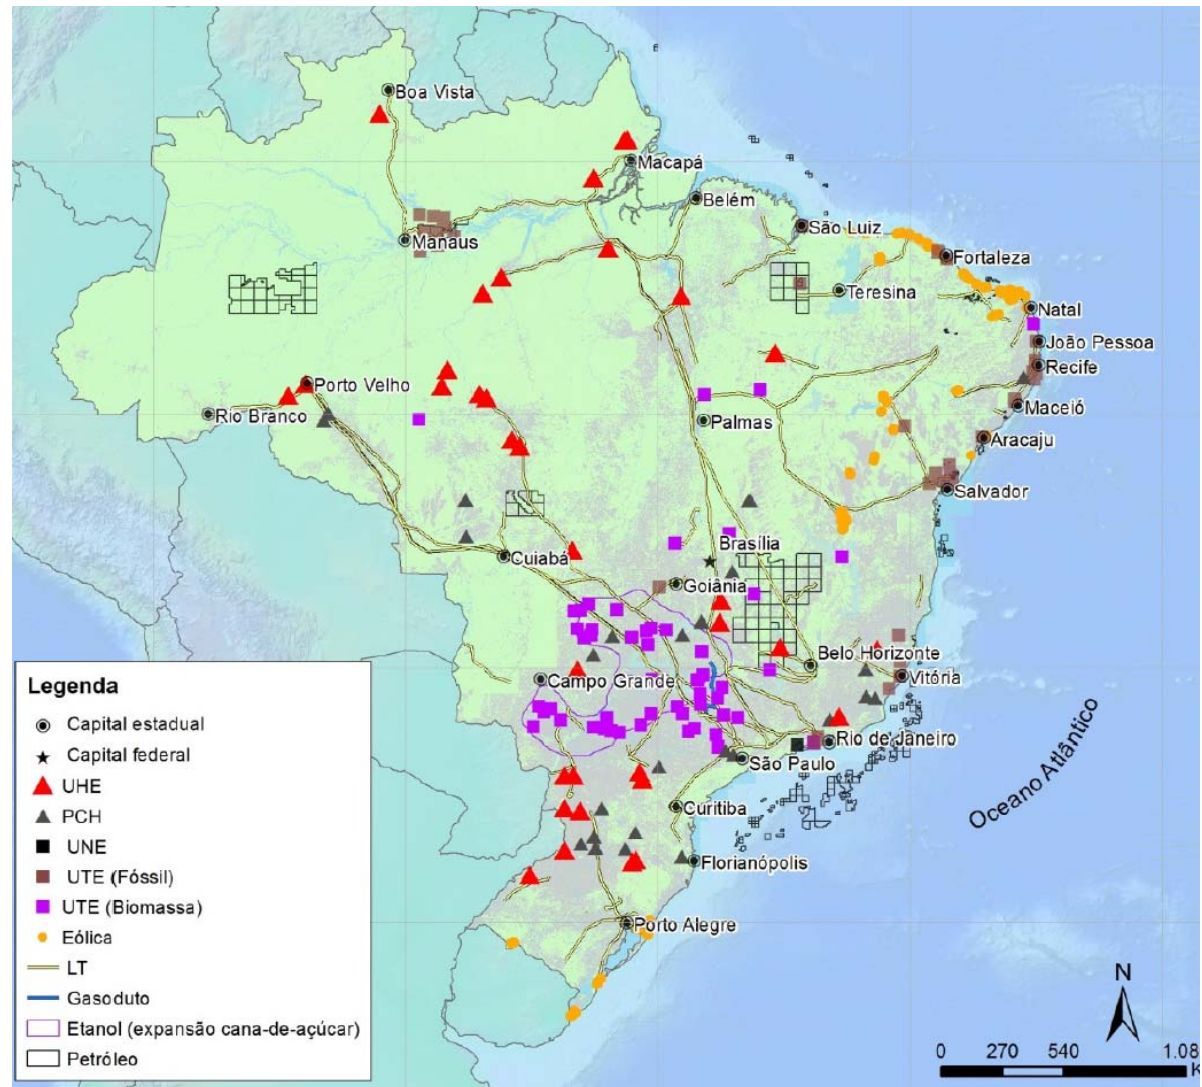 Boa Vista
Macapá
Belém
São Luiz
Manaus
Fortaleza
Teresina
Natal
João Pessoa
Recife
Porto Velho
Maceió
Rio Branco
Palmas
Aracaju
Salvador
Brasília
Cuiabá
Goiânia
Belo Horizonte
Vitória
Campo Grande
Rio de Janeiro
São Paulo
Curitiba
Florianópolis
Porto Alegre
Oceano Atlântico
Legenda
Capital estadual
Capital federal
UHE
PCH
UNE
UTE (Fóssil)
UTE (Biomassa)
Eólica
LT
Gasoduto
Etanol (expansão cana-de-açúcar)
Petróleo
N
0 270 540 1.08
K